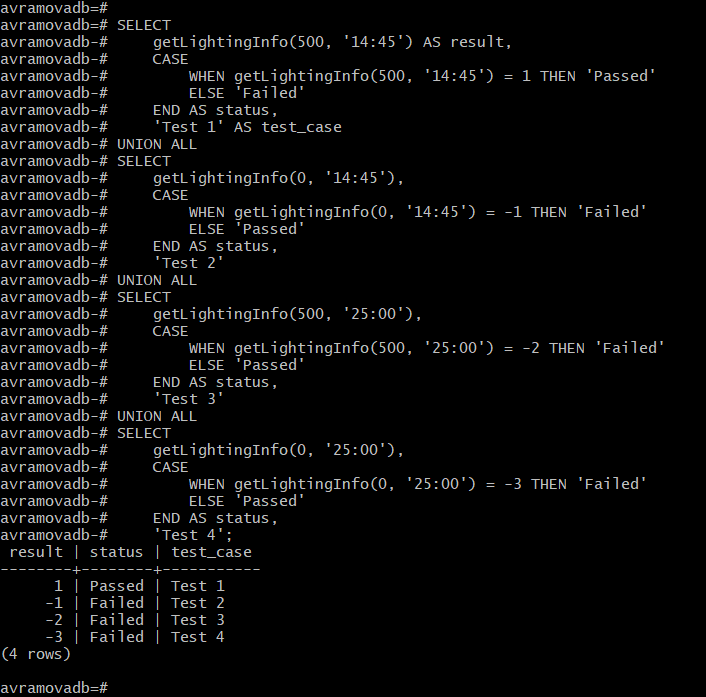 avramovadb=#
avramovadb=# SELECT
avramovadb-#     getLightingInfo(500, '14:45') AS result,
avramovadb-#     CASE
avramovadb-#         WHEN getLightingInfo(500, '14:45') = 1 THEN 'Passed'
avramovadb-#         ELSE 'Failed'
avramovadb-#     END AS status,
avramovadb-#     'Test 1' AS test_case
avramovadb-# UNION ALL
avramovadb-# SELECT
avramovadb-#     getLightingInfo(0, '14:45'),
avramovadb-#     CASE
avramovadb-#         WHEN getLightingInfo(0, '14:45') = -1 THEN 'Failed'
avramovadb-#         ELSE 'Passed'
avramovadb-#     END AS status,
avramovadb-#     'Test 2'
avramovadb-# UNION ALL
avramovadb-# SELECT
avramovadb-#     getLightingInfo(500, '25:00'),
avramovadb-#     CASE
avramovadb-#         WHEN getLightingInfo(500, '25:00') = -2 THEN 'Failed'
avramovadb-#         ELSE 'Passed'
avramovadb-#     END AS status,
avramovadb-#     'Test 3'
avramovadb-# UNION ALL
avramovadb-# SELECT
avramovadb-#     getLightingInfo(0, '25:00'),
avramovadb-#     CASE
avramovadb-#         WHEN getLightingInfo(0, '25:00') = -3 THEN 'Failed'
avramovadb-#         ELSE 'Passed'
avramovadb-#     END AS status,
avramovadb-#     'Test 4';
 result | status | test_case
--------+--------+-----------
      1 | Passed | Test 1
     -1 | Failed | Test 2
     -2 | Failed | Test 3
     -3 | Failed | Test 4
(4 rows)

avramovadb=#